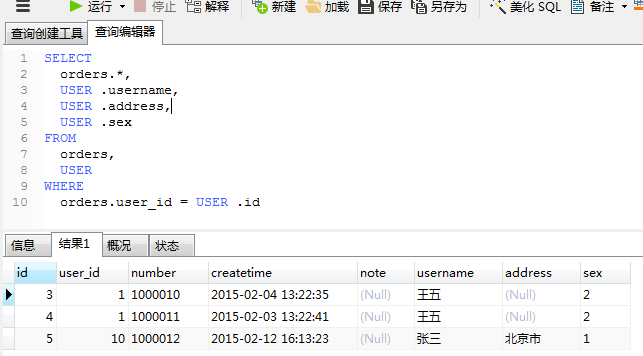 运行 停止 解释 新建 加载 保存 另存为 美化 SQL 备注
查询创建工具 查询编辑器
1 SELECT
2 orders.*,
3 USER .username,
4 USER .address,
5 USER .sex
6 FROM
7 orders,
8 USER
9 WHERE
10 orders.user_id = USER .id
信息 结果1 概况 状态
id user_id number createtime note username address sex
3 1 1000010 2015-02-04 13:22:35 (Null) 王五 (Null) 2
4 1 1000011 2015-02-03 13:22:41 (Null) 王五 (Null) 2
5 10 1000012 2015-02-12 16:13:23 (Null) 张三 北京市 1